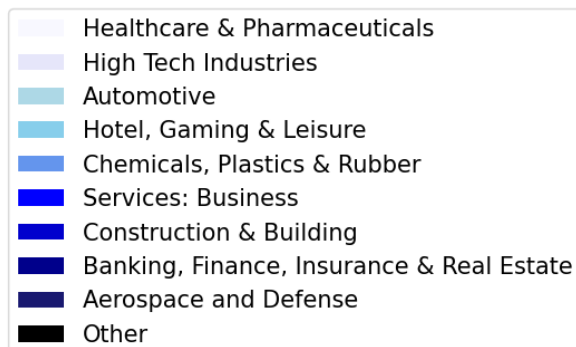 Healthcare & Pharmaceuticals
High Tech Industries
Automotive
Hotel, Gaming & Leisure
Chemicals, Plastics & Rubber
Services: Business
Construction & Building
Banking, Finance, Insurance & Real Estate
Aerospace and Defense
Other